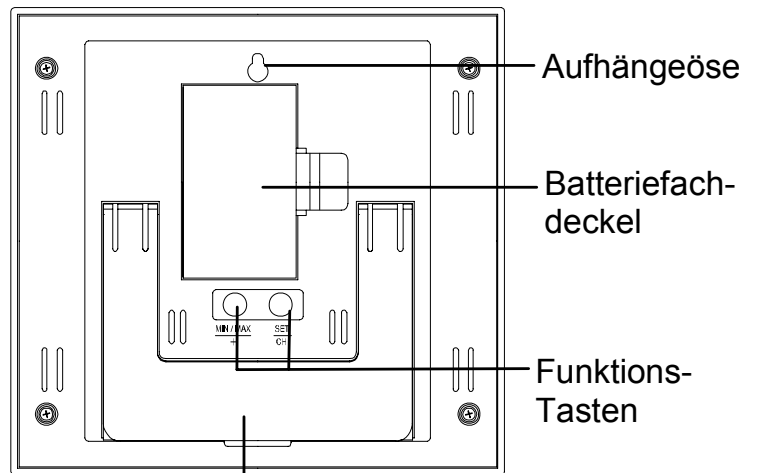 Aufhängeöse
Batteriefach-
deckel
MIN / MAX
+
SET
CH
Funktions-
Tasten